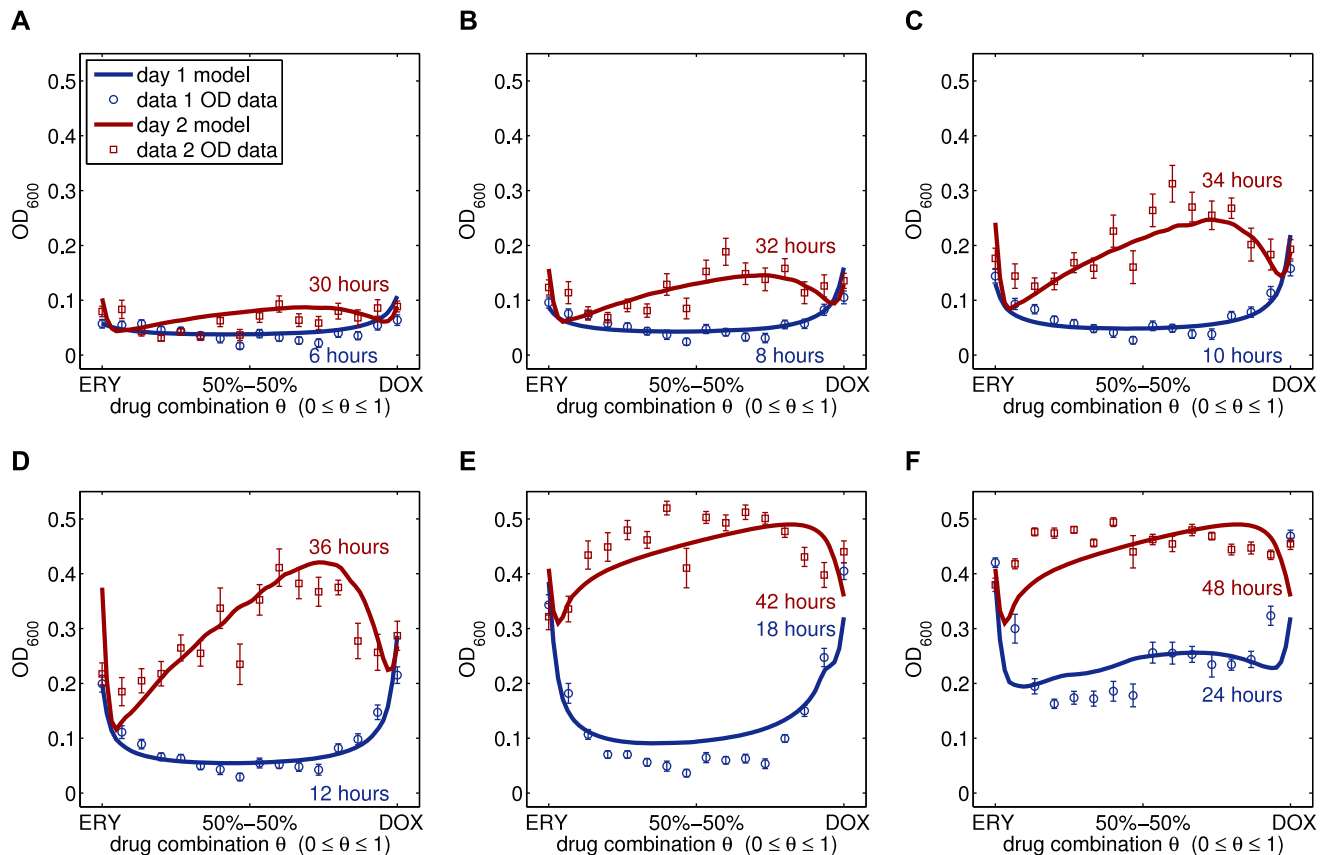 A
0.5
0.4
0.3
0.2
0.1
0
OD600
day 1 model
data 1 OD data
day 2 model
data 2 OD data
30 hours
6 hours
ERY 50%–50% DOX
drug combination θ (0 ≤ θ ≤ 1)
B
0.5
0.4
0.3
0.2
0.1
0
OD600
32 hours
8 hours
ERY 50%–50% DOX
drug combination θ (0 ≤ θ ≤ 1)
C
0.5
0.4
0.3
0.2
0.1
0
OD600
34 hours
10 hours
ERY 50%–50% DOX
drug combination θ (0 ≤ θ ≤ 1)
D
0.5
0.4
0.3
0.2
0.1
0
OD600
36 hours
12 hours
ERY 50%–50% DOX
drug combination θ (0 ≤ θ ≤ 1)
E
0.5
0.4
0.3
0.2
0.1
0
OD600
42 hours
18 hours
ERY 50%–50% DOX
drug combination θ (0 ≤ θ ≤ 1)
F
0.5
0.4
0.3
0.2
0.1
0
OD600
48 hours
24 hours
ERY 50%–50% DOX
drug combination θ (0 ≤ θ ≤ 1)